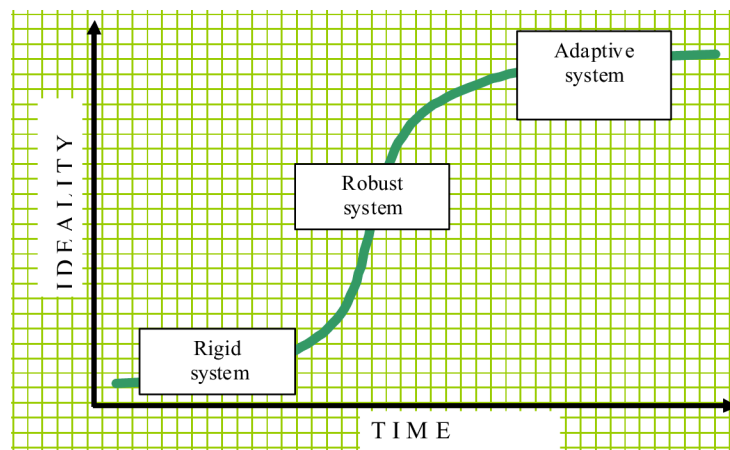 Adaptive
system
Robust
system
IDEALITY
Rigid
system
TIME